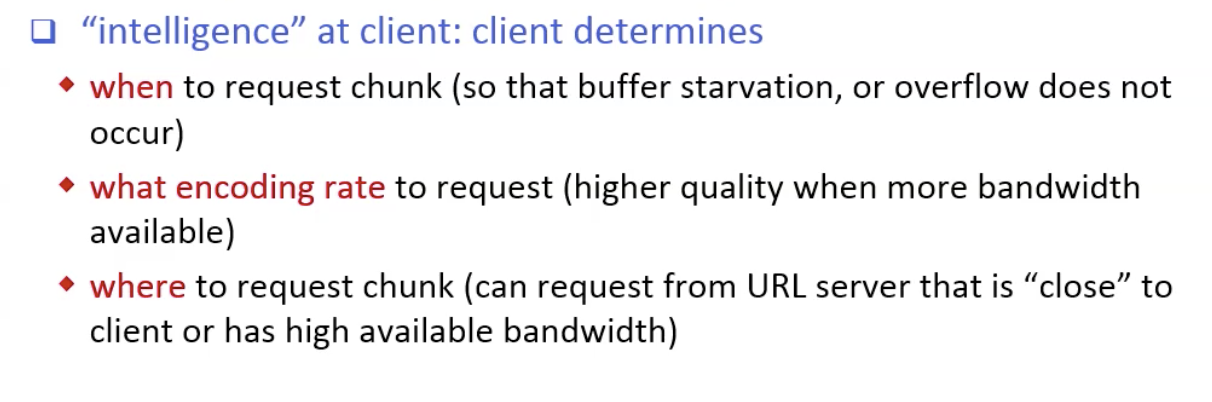 “intelligence” at client: client determines
when to request chunk (so that buffer starvation, or overflow does not
occur)
what encoding rate to request (higher quality when more bandwidth
available)
where to request chunk (can request from URL server that is “close” to
client or has high available bandwidth)